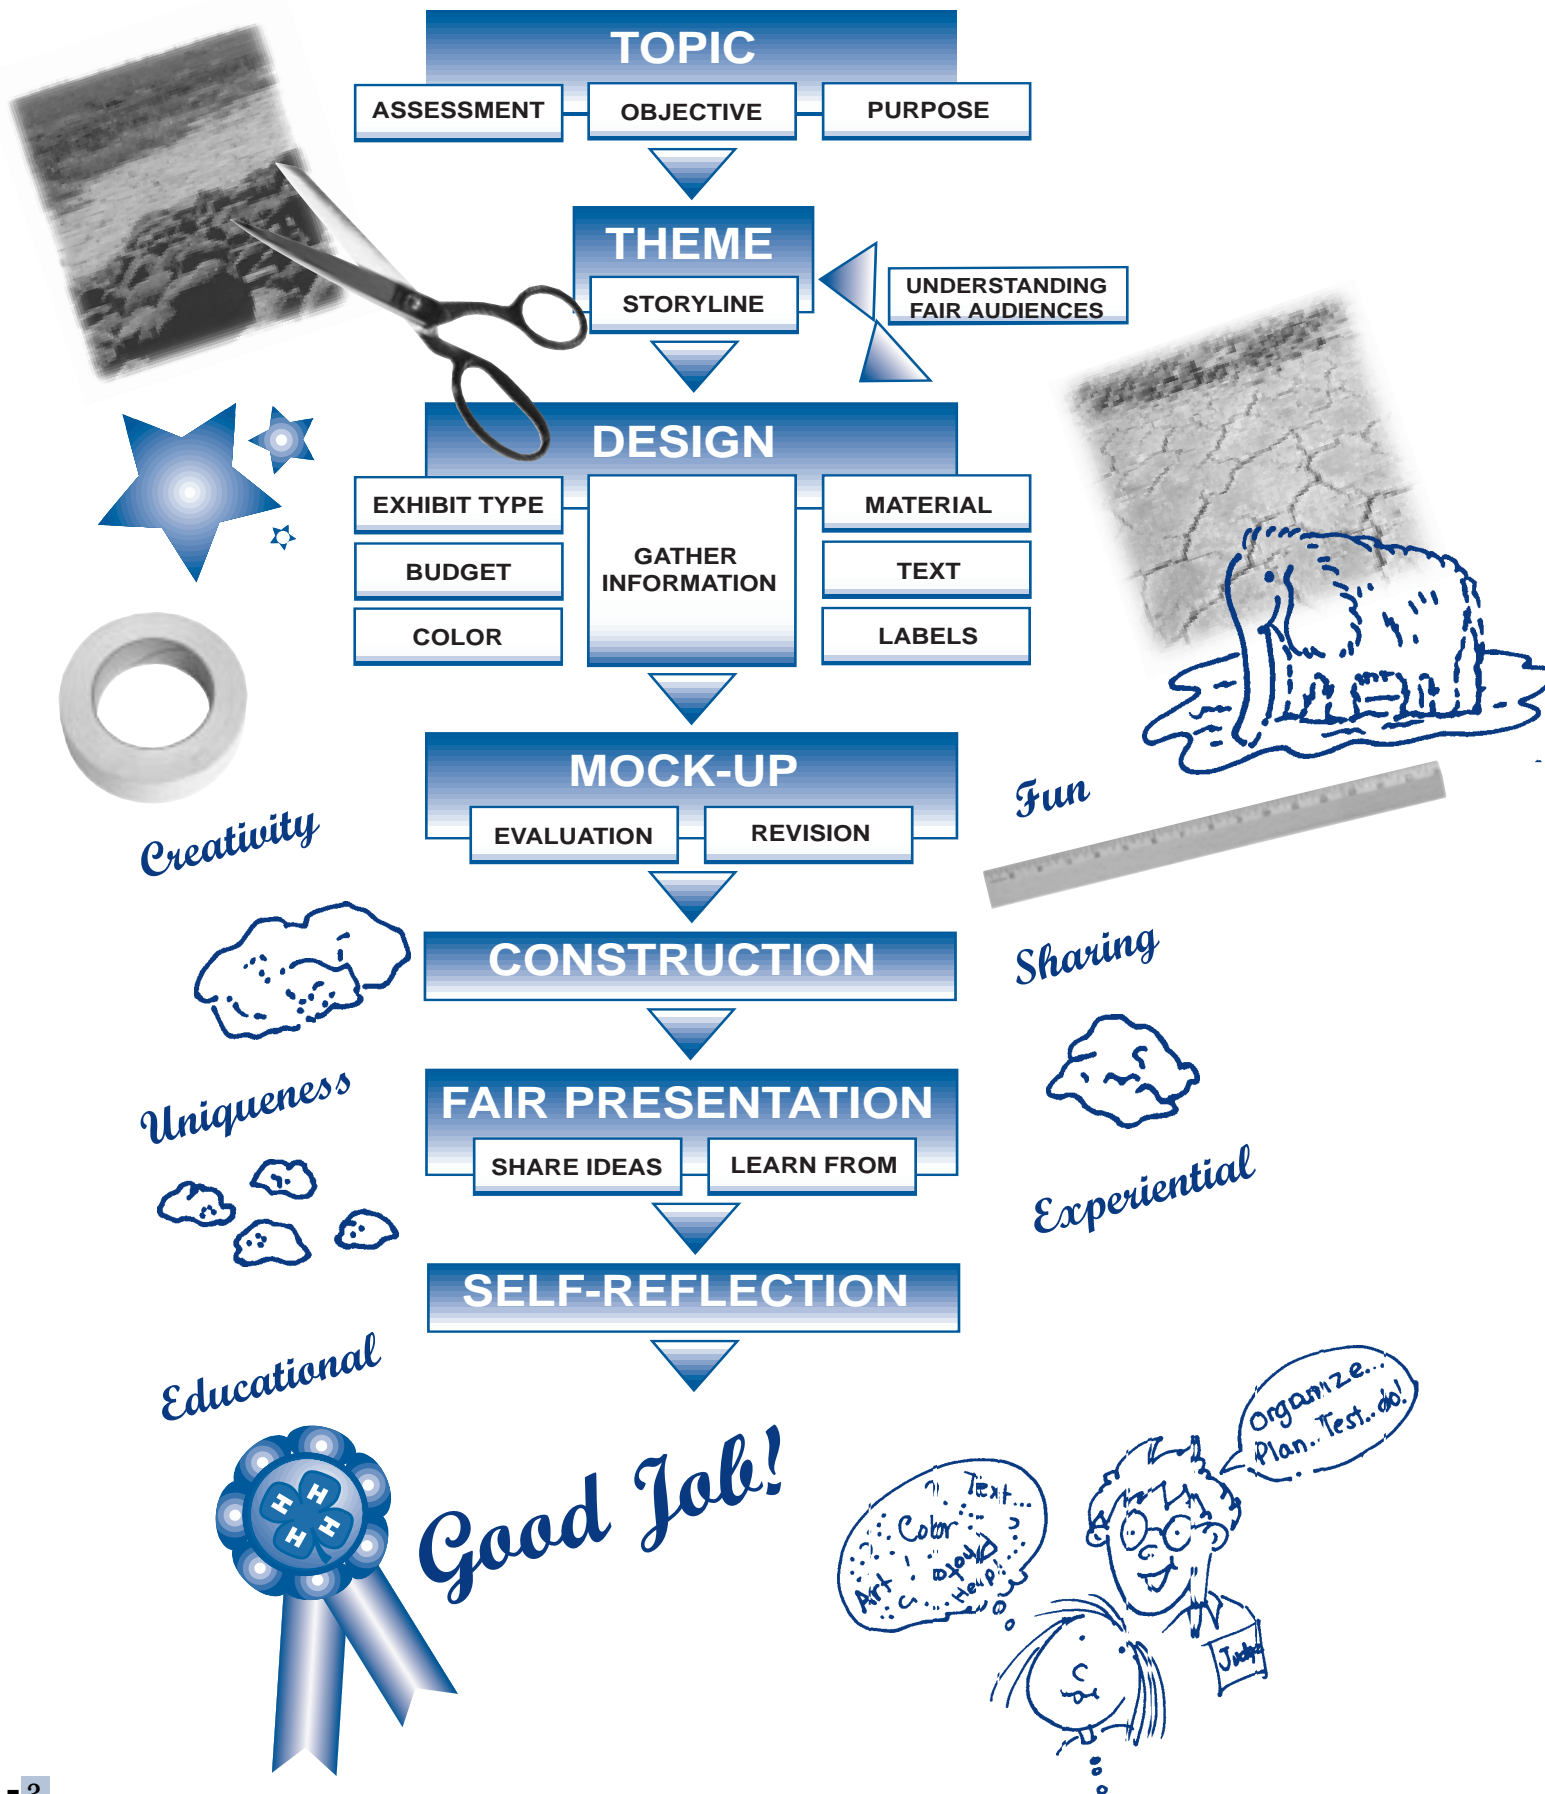 TOPIC
ASSESSMENT
OBJECTIVE
PURPOSE
THEME
STORYLINE
UNDERSTANDING
FAIR AUDIENCES
DESIGN
EXHIBIT TYPE
GATHER
INFORMATION
MATERIAL
BUDGET
TEXT
COLOR
LABELS
MOCK-UP
EVALUATION
REVISION
Creativity
Fun
CONSTRUCTION
Sharing
FAIR PRESENTATION
SHARE IDEAS
LEARN FROM
Uniqueness
Experiential
SELF-REFLECTION
Educational
Good Job!
H H
H H
Organize...
Plan.. Test.. do!
Text...
Color
Photo
Art
Help!
Judge